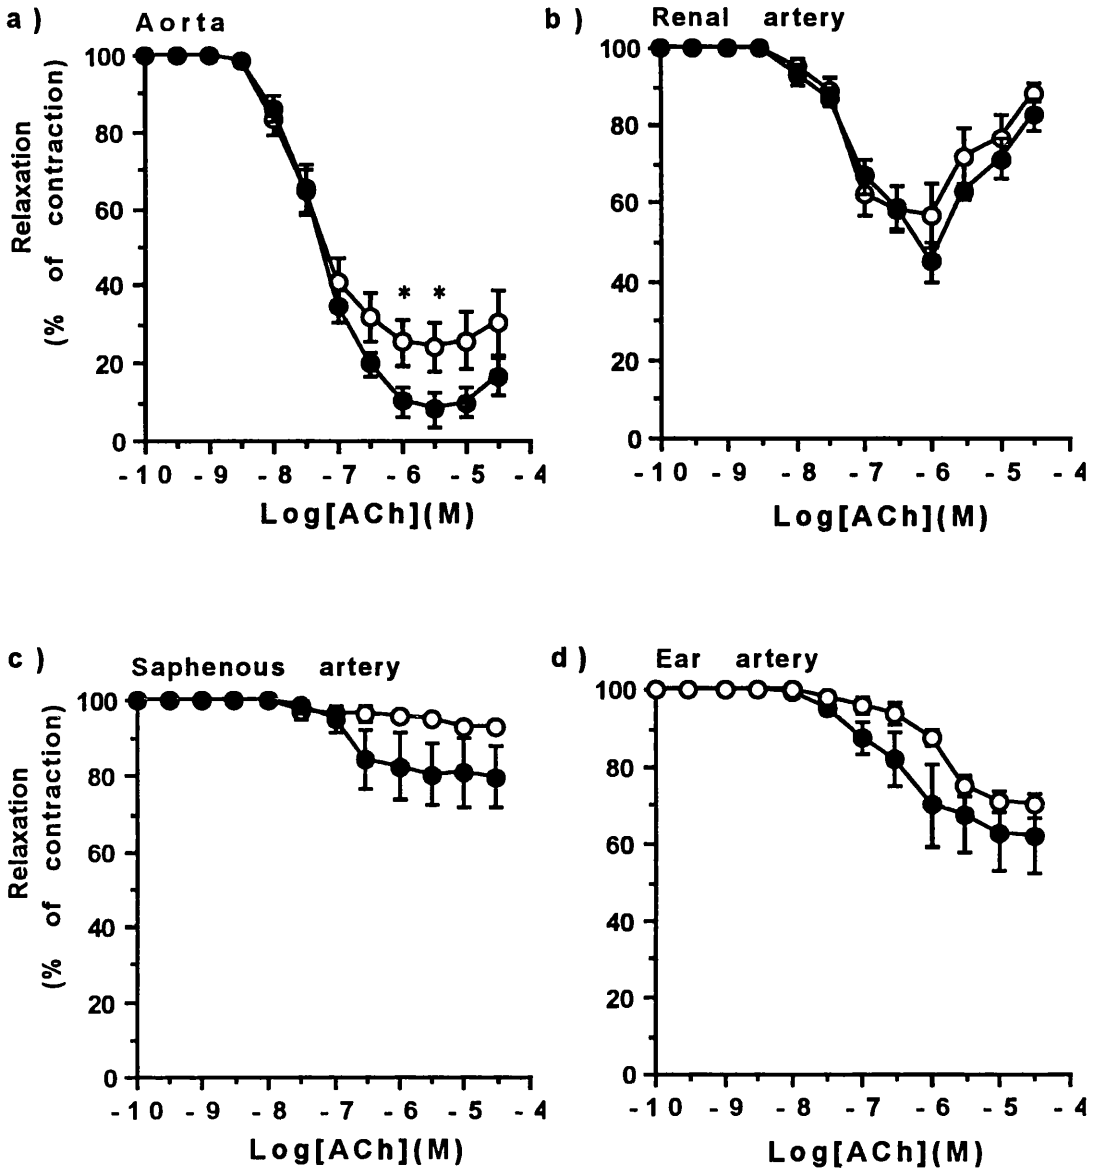 a) Aorta
Relaxation
(% of contraction)
100
80
60
40
20
0
* *
-10 -9 -8 -7 -6 -5 -4
Log[ACh](M)
b) Renal artery
100
80
60
40
20
0
-10 -9 -8 -7 -6 -5 -4
Log[ACh](M)
c) Saphenous artery
Relaxation
(% of contraction)
100
80
60
40
20
0
-10 -9 -8 -7 -6 -5 -4
Log[ACh](M)
d) Ear artery
100
80
60
40
20
0
-10 -9 -8 -7 -6 -5 -4
Log[ACh](M)